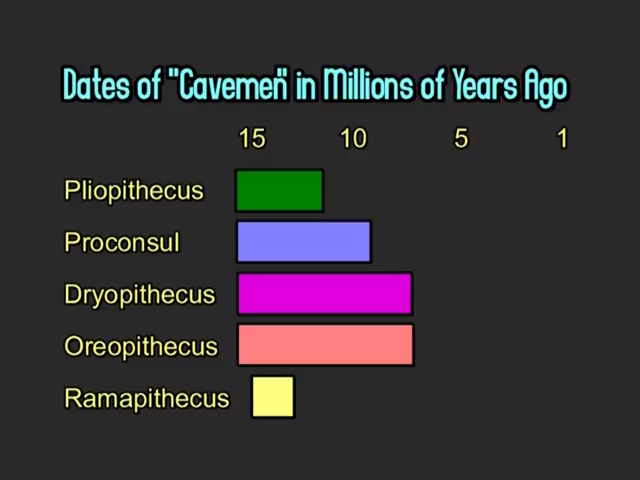 Dates of "Cavemen" in Millions of Years Ago
15 10 5 1
Pliopithecus
Proconsul
Dryopithecus
Oreopithecus
Ramapithecus